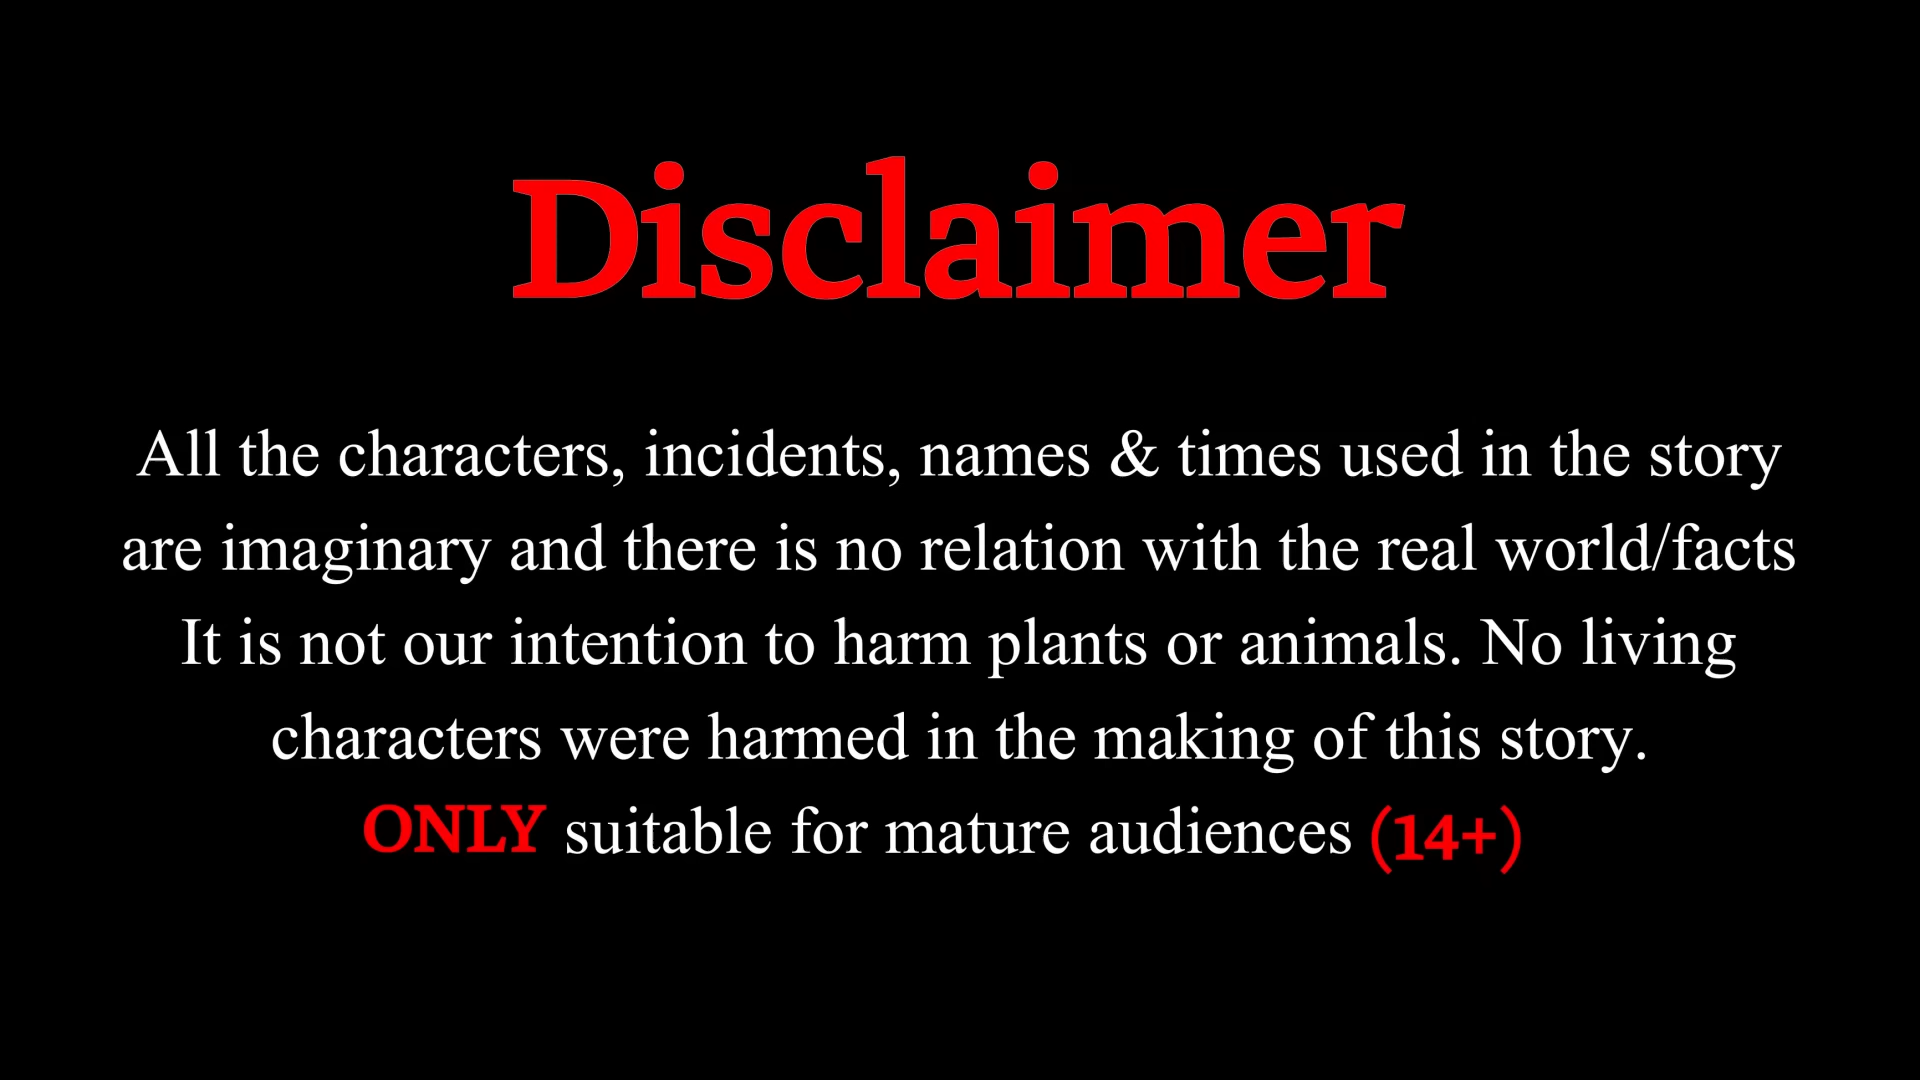 Disclaimer
All the characters, incidents, names & times used in the story
are imaginary and there is no relation with the real world/facts
It is not our intention to harm plants or animals. No living
characters were harmed in the making of this story.
ONLY suitable for mature audiences (14+)